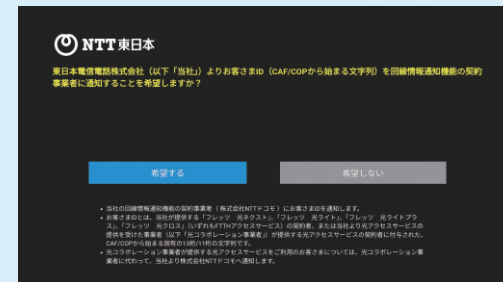 NTT東日本
東日本電信電話株式会社（以下「当社」）よりお客さまID（CAF/COPから始まる文字列）を回線情報通知機能の契約
事業者に通知することを希望しますか？
希望する
希望しない
• 当社の回線情報通知機能の契約事業者（株式会社NTTドコモ）にお客さまIDを通知します。
• お客さまIDとは、当社が提供する「フレッツ 光ネクスト」、「フレッツ 光ライト」、「フレッツ 光ライトプラ
ス」、「フレッツ 光クロス」（いずれもFTTHアクセスサービス）の契約者、または当社より光アクセスサービスの
提供を受けた事業者（以下「光コラボレーション事業者」）が提供する光アクセスサービスの契約者に付与された、
CAF/COPから始まる固有の13桁/11桁の文字列です。
• 光コラボレーション事業者が提供する光アクセスサービスをご利用のお客さまについては、光コラボレーション事
業者に代わって、当社より株式会社NTTドコモへ通知します。